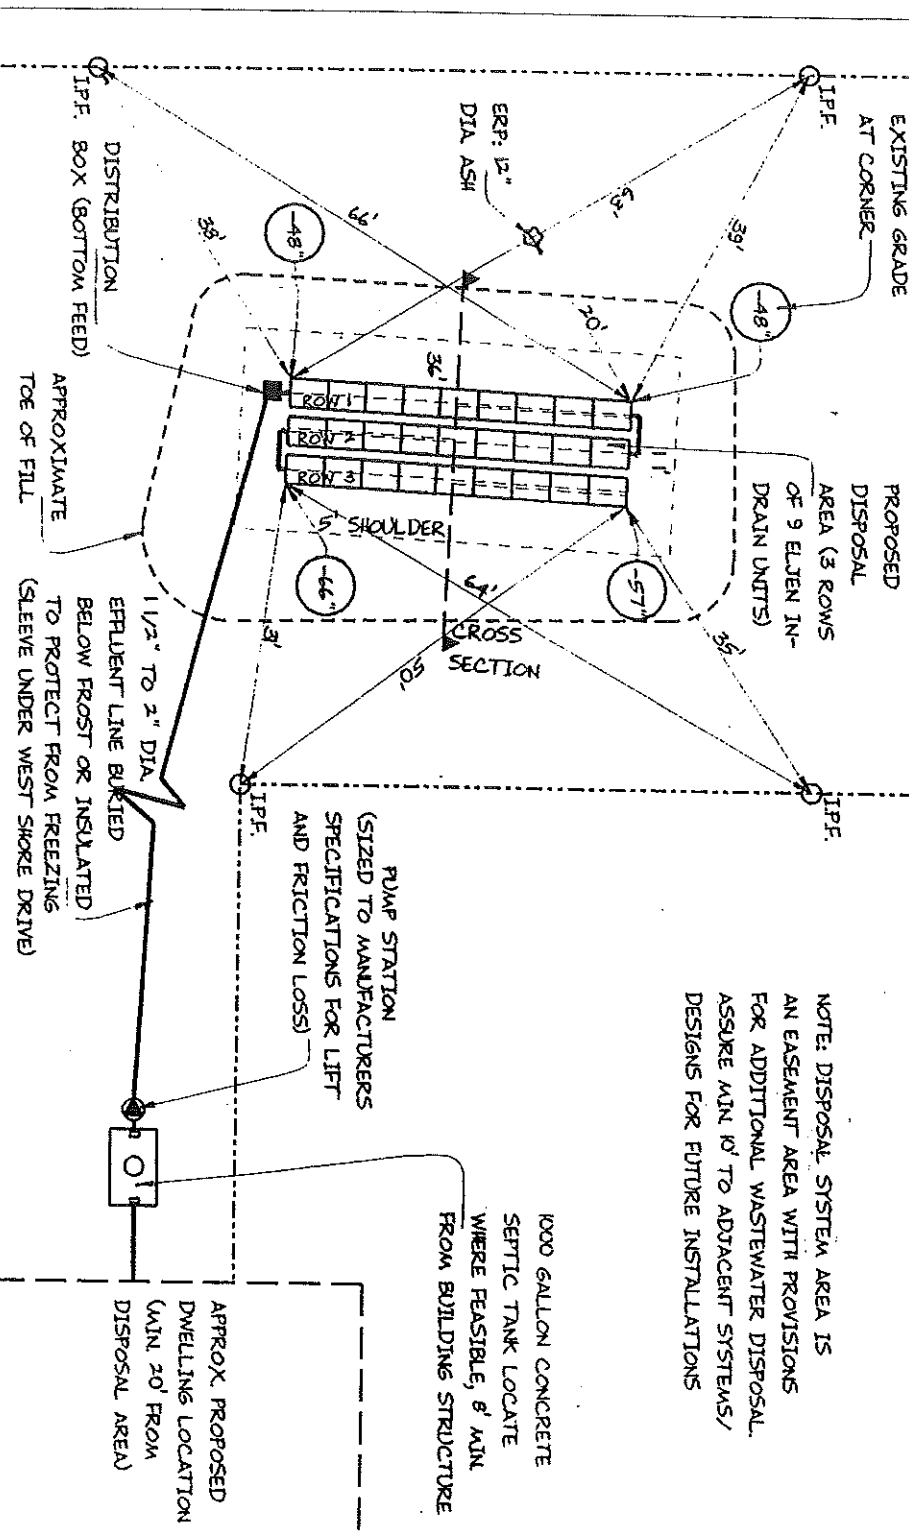 EXISTING GRADE
AT CORNER
I.P.F.
I.P.F.
ERP: 12"
DIA. ASH
63'
39'
66'
38'
-48"
-48"
20'
36'
11'
DISTRIBUTION
BOX (BOTTOM FEED)
APPROXIMATE
TOE OF FILL
PROPOSED
DISPOSAL
AREA (3 ROWS
OF 9 ELJEN IN-
DRAIN UNITS)
ROW 1
ROW 2
ROW 3
5' SHOULDER
-66"
-57"
64'
35'
50'
31'
CROSS
SECTION
I.P.F.
I.P.F.
1 1/2" TO 2" DIA.
EFFLUENT LINE BURIED
BELOW FROST OR INSULATED
TO PROTECT FROM FREEZING
(SLEEVE UNDER WEST SHORE DRIVE)
PUMP STATION
(SIZED TO MANUFACTURERS
SPECIFICATIONS FOR LIFT
AND FRICTION LOSS)
NOTE: DISPOSAL SYSTEM AREA IS
AN EASEMENT AREA WITH PROVISIONS
FOR ADDITIONAL WASTEWATER DISPOSAL.
ASSURE MIN 10' TO ADJACENT SYSTEMS/
DESIGNS FOR FUTURE INSTALLATIONS
1000 GALLON CONCRETE
SEPTIC TANK LOCATE
WHERE FEASIBLE, 8' MIN.
FROM BUILDING STRUCTURE
APPROX. PROPOSED
DWELLING LOCATION
(MIN. 20' FROM
DISPOSAL AREA)